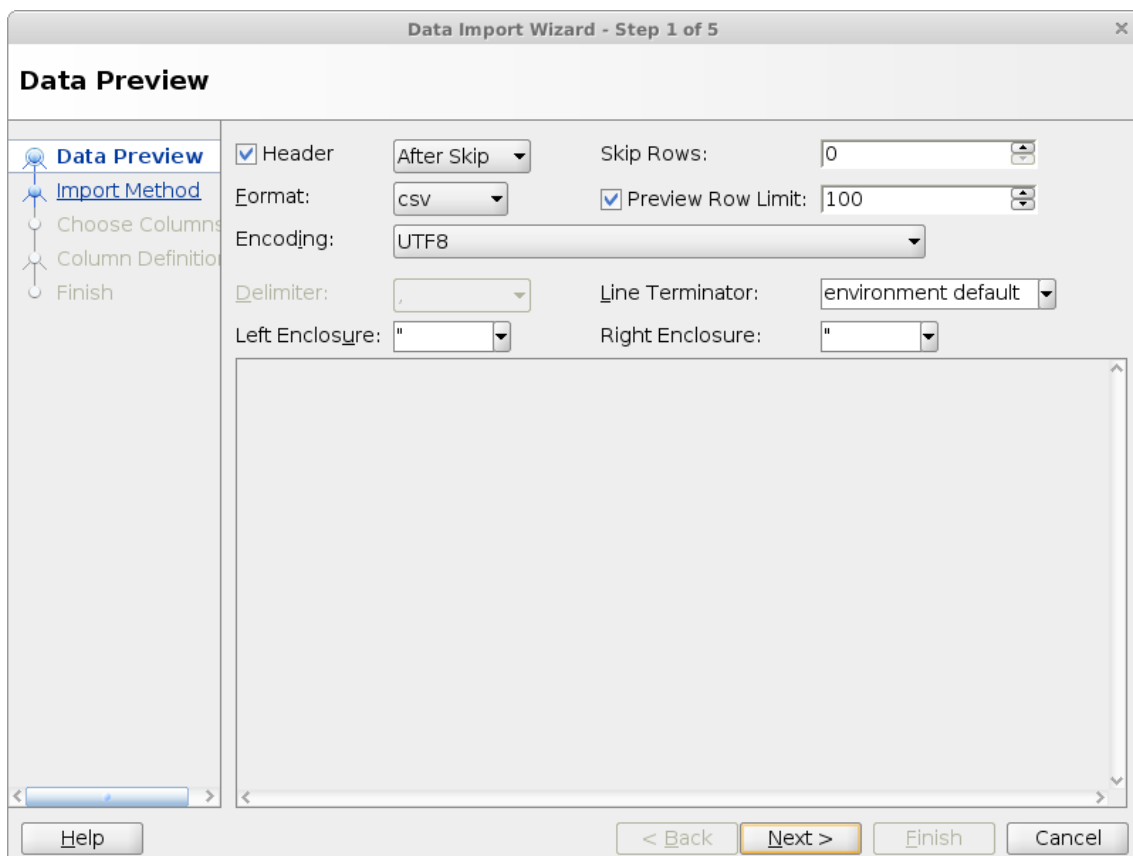 Data Import Wizard - Step 1 of 5
Data Preview
Data Preview
Import Method
Choose Columns
Column Definitio
Finish
Header After Skip Skip Rows: 0
Format: csv Preview Row Limit: 100
Encoding: UTF8
Delimiter: , Line Terminator: environment default
Left Enclosure: " Right Enclosure: "
Help < Back Next > Finish Cancel